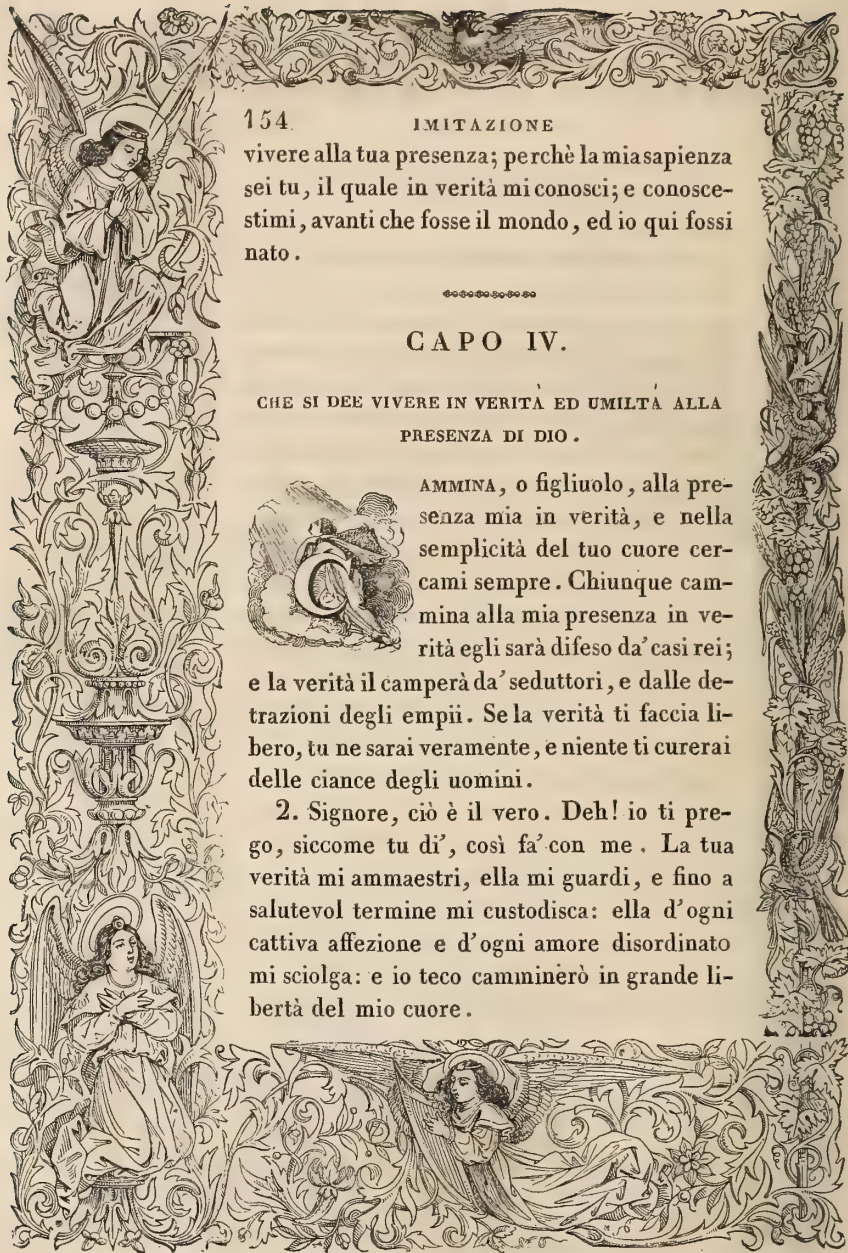 154 IMITAZIONE
vivere alla tua presenza; perchè la mia sapienza
sei tu, il quale in verità mi conosci; e conosce-
stimi, avanti che fosse il mondo, ed io qui fossi
nato.
CAPO IV.
CHE SI DEE VIVERE IN VERITÀ ED UMILTÁ ALLA
PRESENZA DI DIO.
CAMMINA, o figliuolo, alla pre-
senza mia in verità, e nella
semplicità del tuo cuore cer-
cami sempre. Chiunque cam-
mina alla mia presenza in ve-
rità egli sarà difeso da' casi rei;
e la verità il camperà da' seduttori, e dalle de-
trazioni degli empii. Se la verità ti faccia li-
bero, tu ne sarai veramente, e niente ti curerai
delle ciance degli uomini.
2. Signore, ciò è il vero. Deh! io ti pre-
go, siccome tu di', così fa' con me. La tua
verità mi ammaestri, ella mi guardi, e fino a
salutevol termine mi custodisca: ella d'ogni
cattiva affezione e d'ogni amore disordinato
mi sciolga: e io teco camminerò in grande li-
bertà del mio cuore.